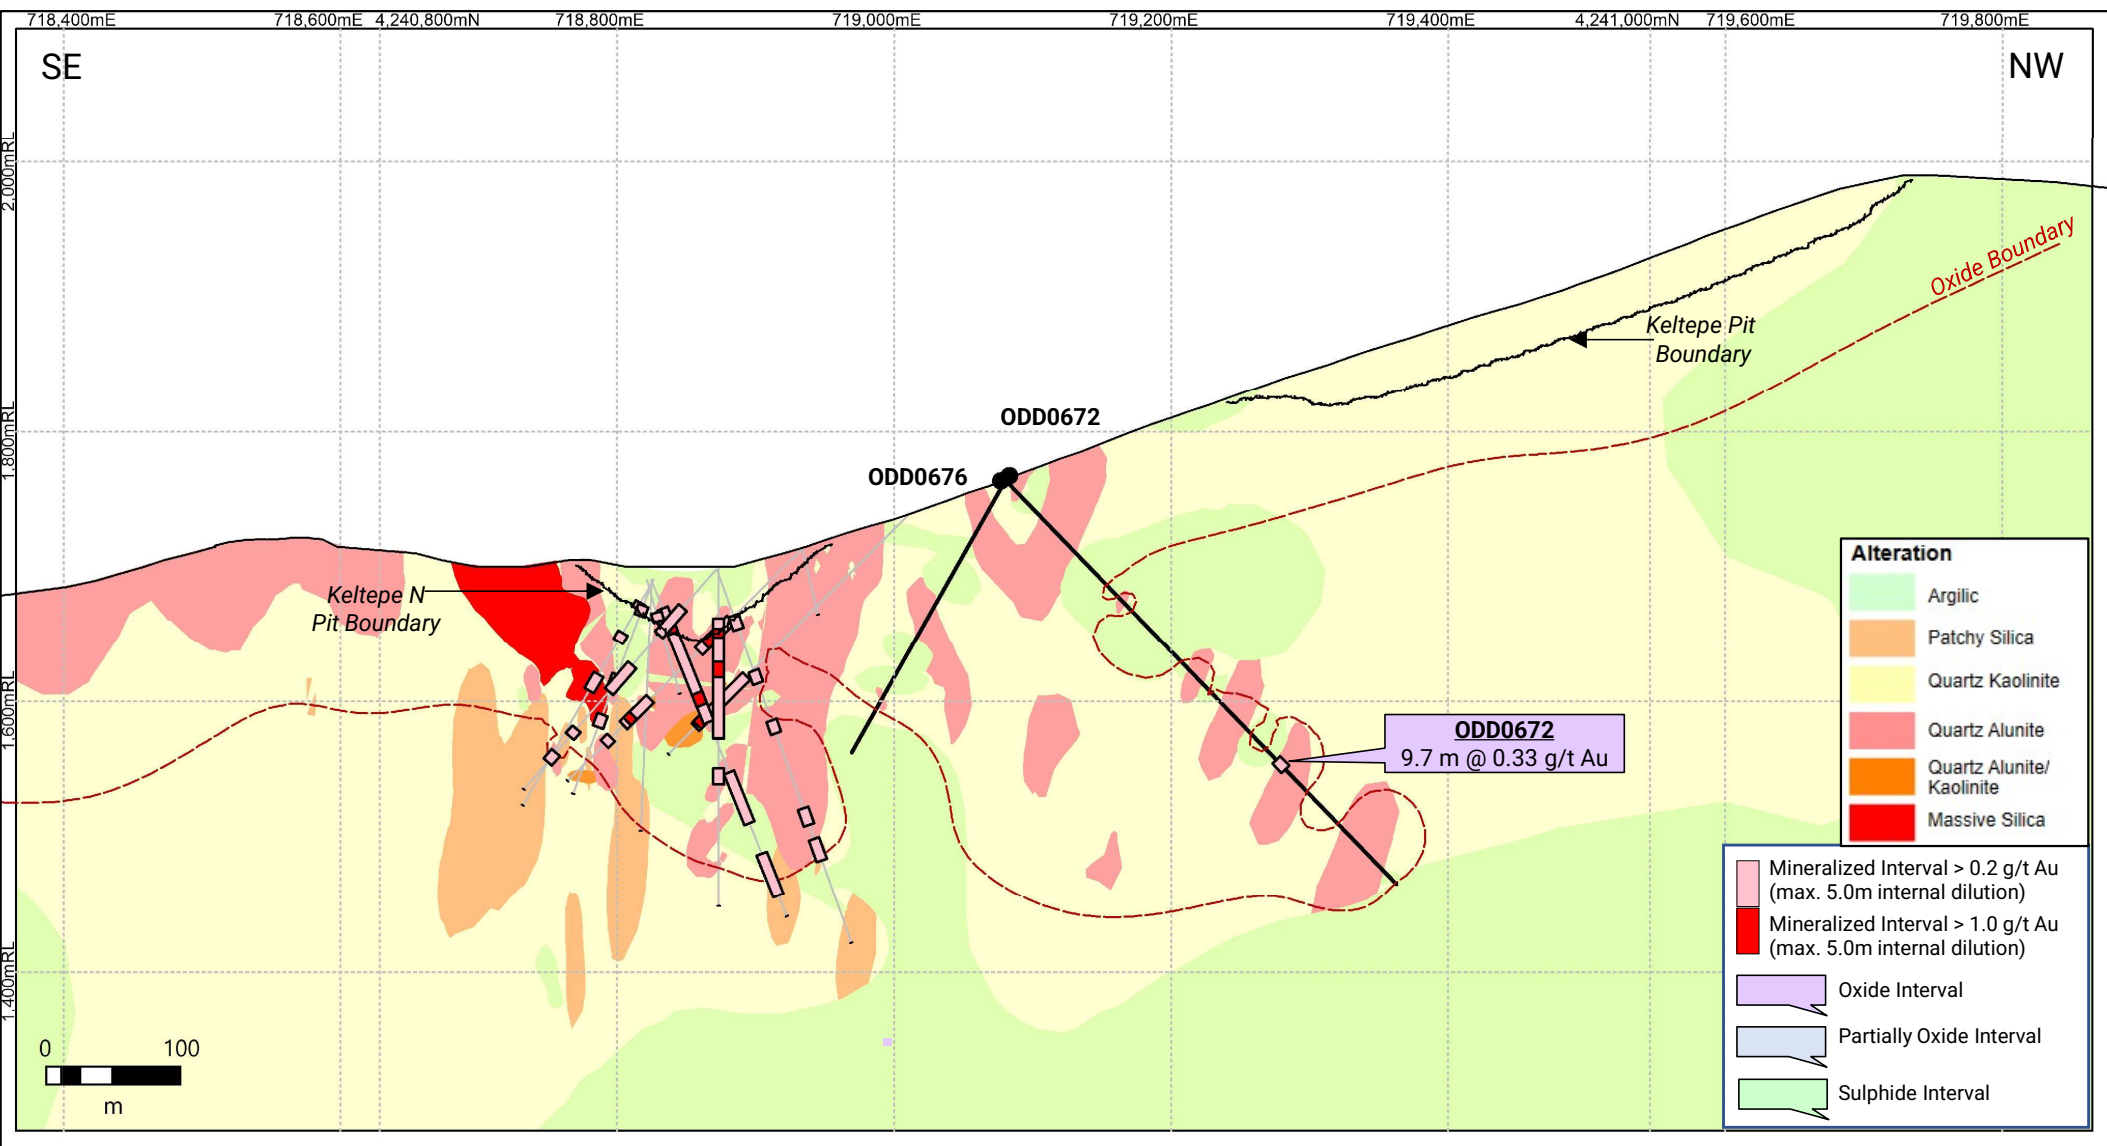 718,400mE 718,600mE 4,240,800mN 718,800mE 719,000mE 719,200mE 719,400mE 4,241,000mN 719,600mE 719,800mE
SE
NW
2,000mRL
1,800mRL
1,600mRL
1,400mRL
Oxide Boundary
Keltepe Pit
Boundary
ODD0672
ODD0676
Keltepe N
Pit Boundary
ODD0672
9.7 m @ 0.33 g/t Au
Alteration
Argilic
Patchy Silica
Quartz Kaolinite
Quartz Alunite
Quartz Alunite/
Kaolinite
Massive Silica
Mineralized Interval > 0.2 g/t Au
(max. 5.0m internal dilution)
Mineralized Interval > 1.0 g/t Au
(max. 5.0m internal dilution)
Oxide Interval
Partially Oxide Interval
Sulphide Interval
0 100
m